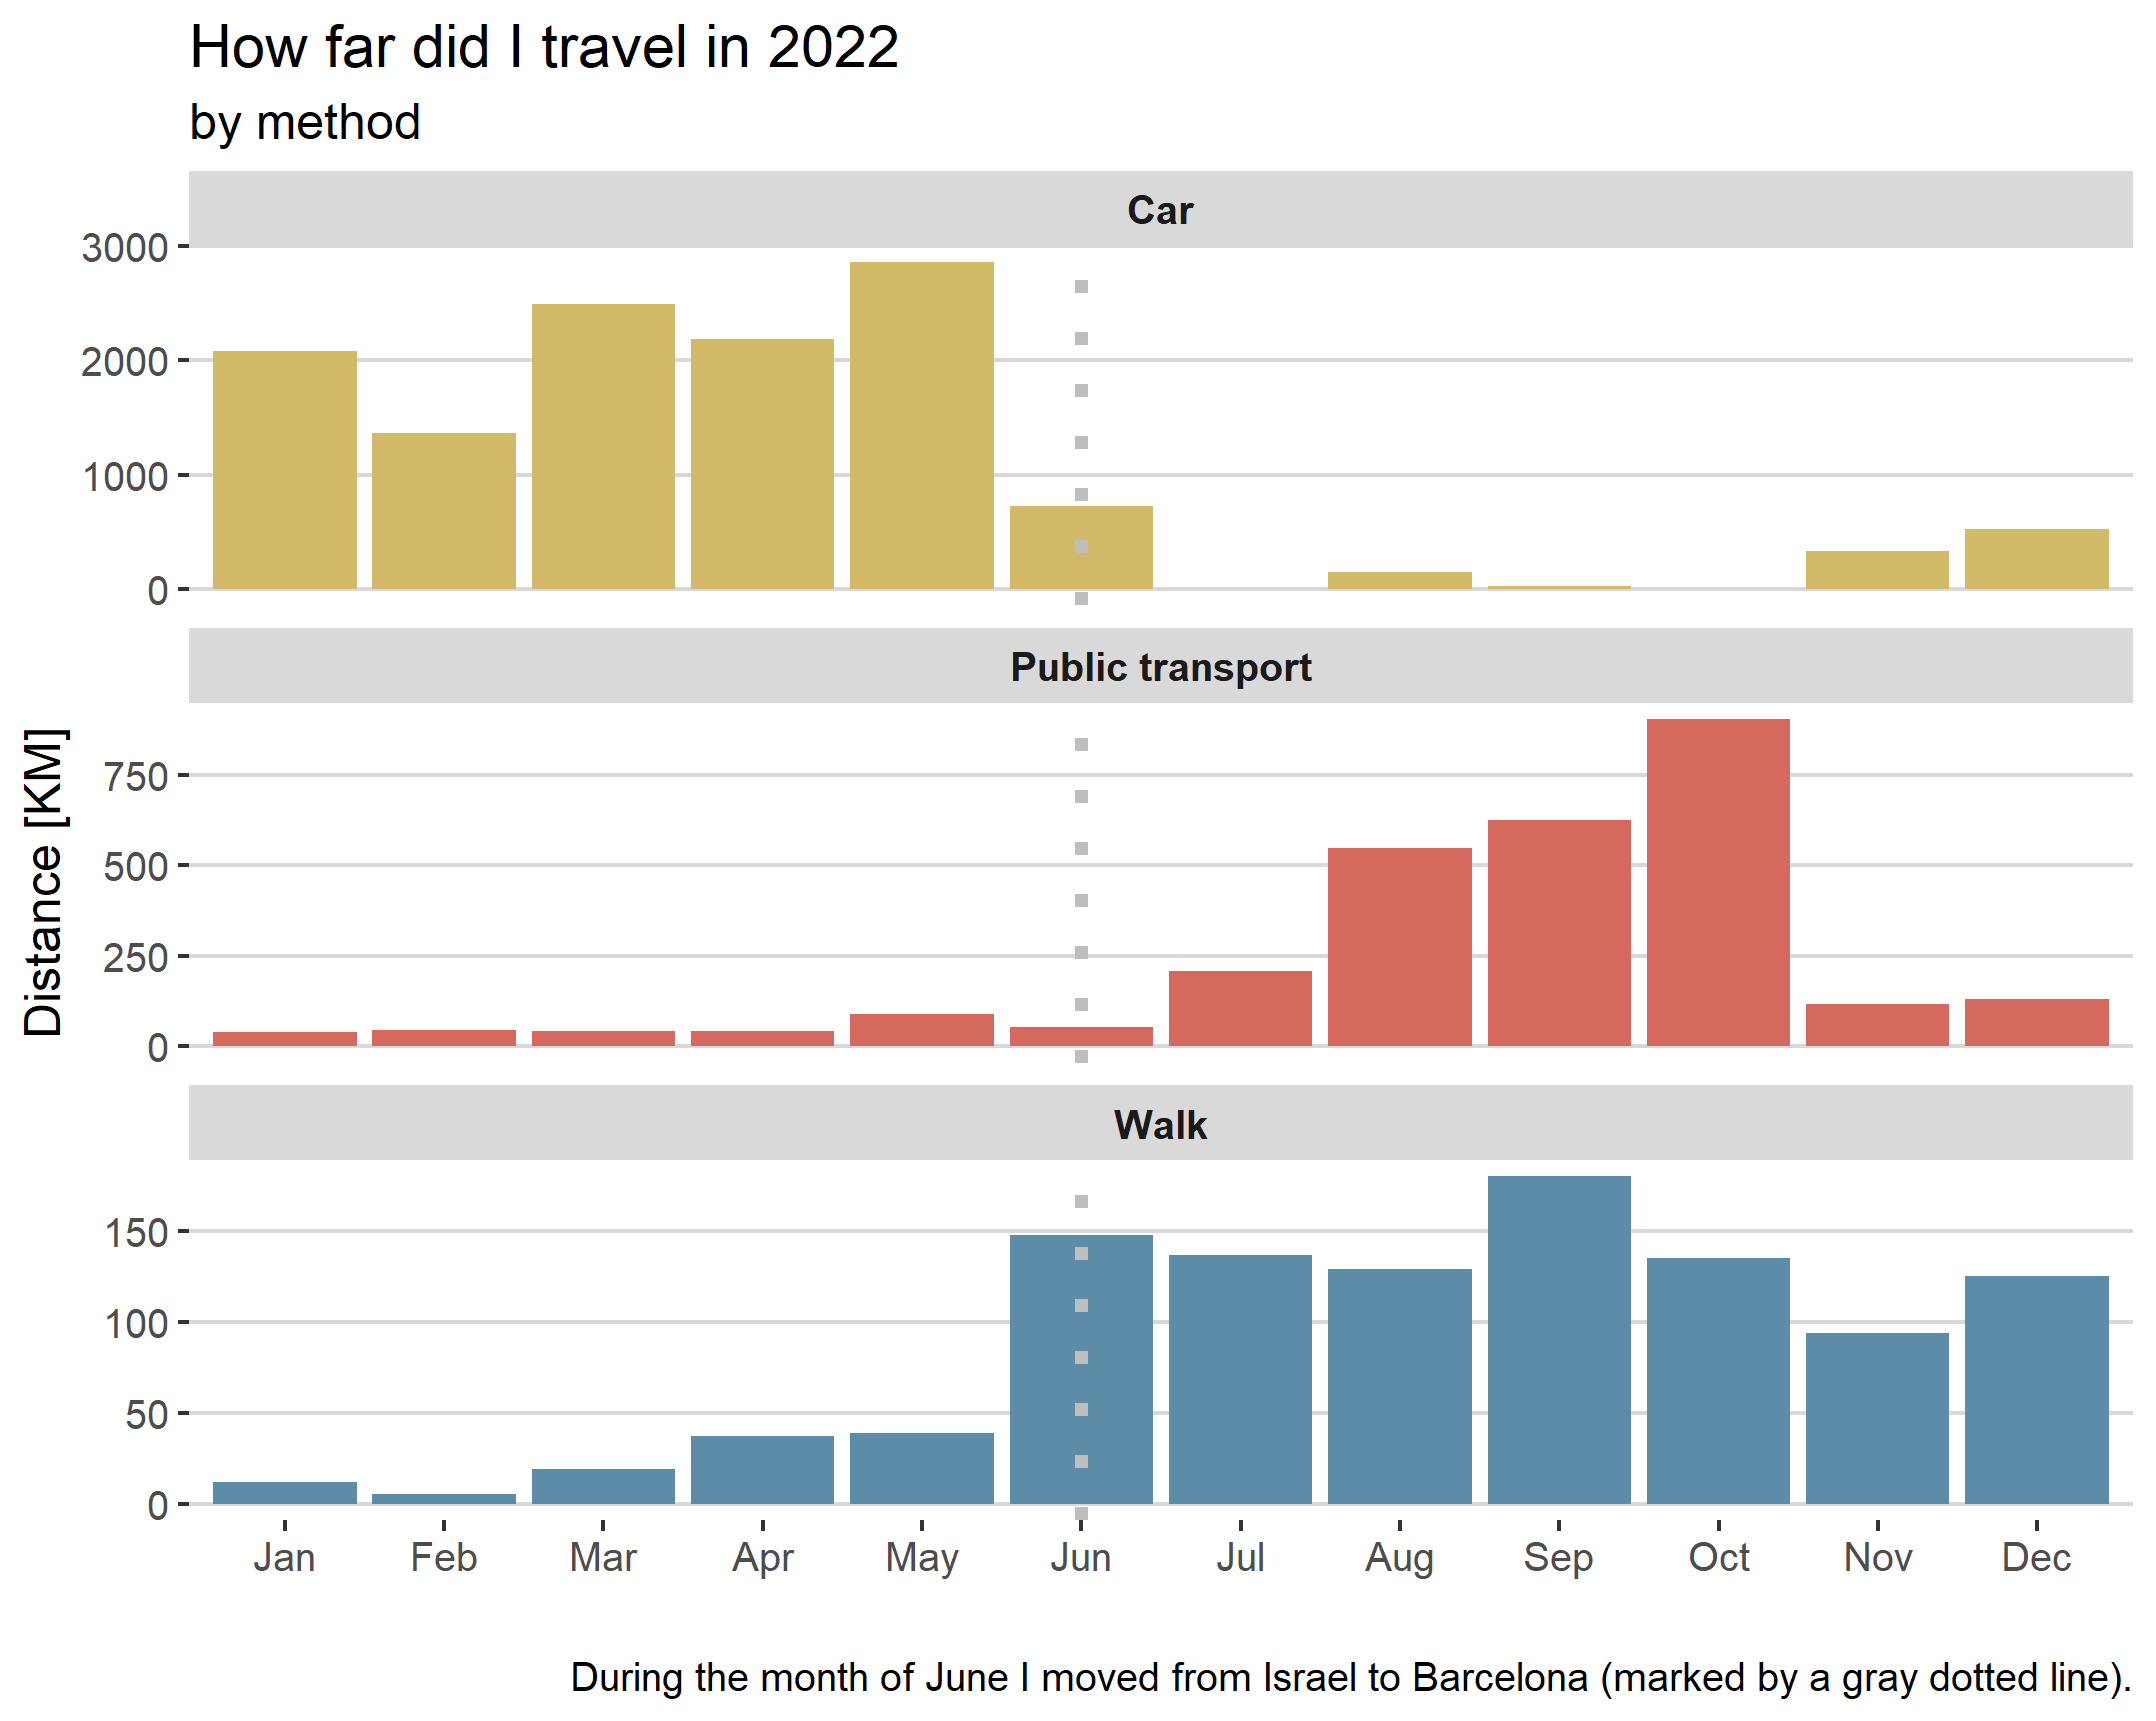 How far did I travel in 2022
by method
Car
3000
2000
1000
0
Public transport
750
500
250
0
Distance [KM]
Walk
150
100
50
0
Jan Feb Mar Apr May Jun Jul Aug Sep Oct Nov Dec
During the month of June I moved from Israel to Barcelona (marked by a gray dotted line).